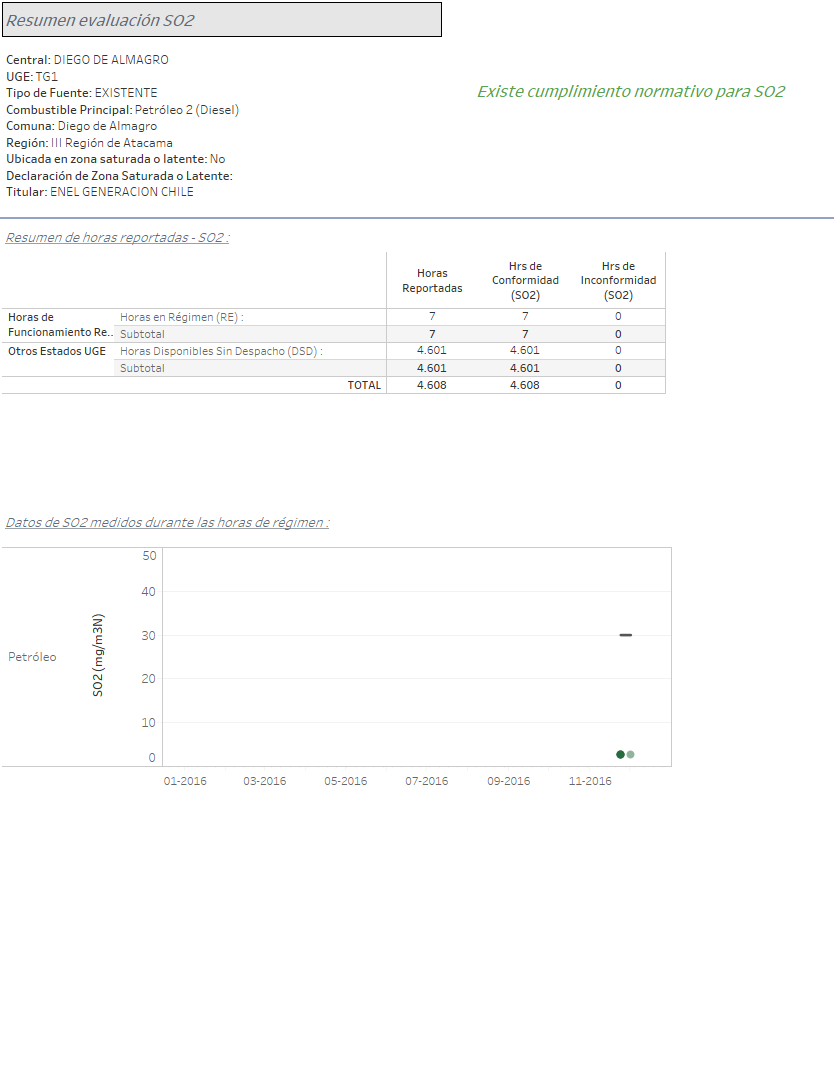 Resumen evaluación SO2
Central: DIEGO DE ALMAGRO
UGE: TG1
Tipo de Fuente: EXISTENTE
Combustible Principal: Petróleo 2 (Diesel)
Comuna: Diego de Almagro
Región: III Región de Atacama
Ubicada en zona saturada o latente: No
Declaración de Zona Saturada o Latente:
Titular: ENEL GENERACION CHILE
Existe cumplimiento normativo para SO2
Resumen de horas reportadas - SO2 :
Horas Reportadas
Hrs de Conformidad (SO2)
Hrs de Inconformidad (SO2)
Horas de Funcionamiento Re.. Horas en Régimen (RE) : 7 7 0
Subtotal 7 7 0
Otros Estados UGE Horas Disponibles Sin Despacho (DSD) : 4.601 4.601 0
Subtotal 4.601 4.601 0
TOTAL 4.608 4.608 0
Datos de SO2 medidos durante las horas de régimen :
Petróleo
SO2 (mg/m3N)
50
40
30
20
10
0
01-2016 03-2016 05-2016 07-2016 09-2016 11-2016